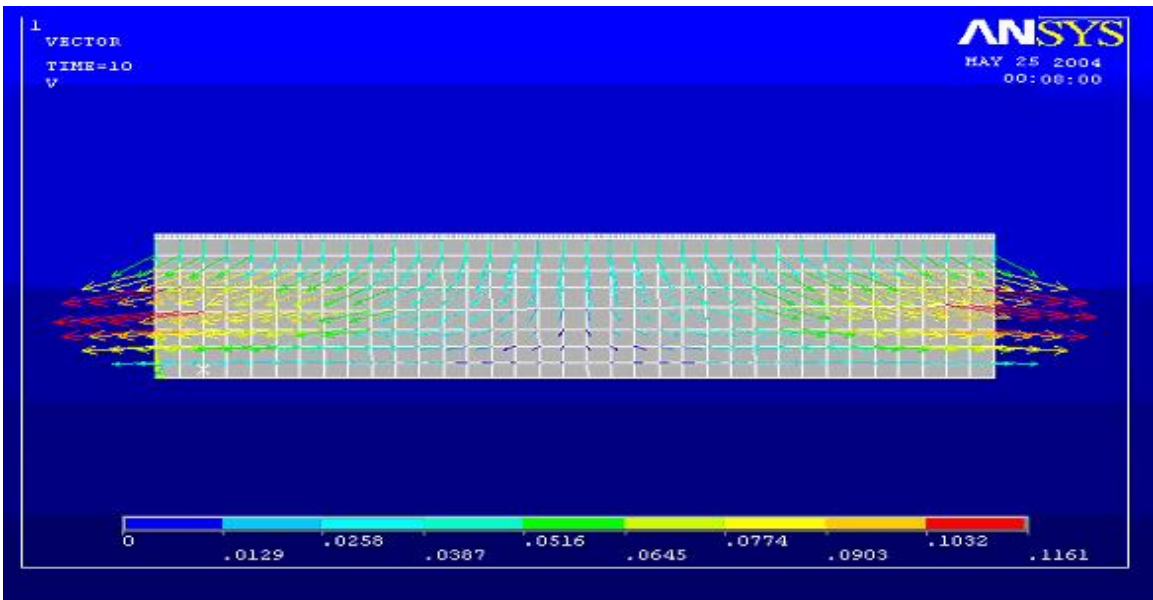 1
VECTOR
TIME=10
V
ANSYS
MAY 25 2004
00:08:00
X
0 .0258 .0516 .0774 .1032
.0129 .0387 .0645 .0903 .1161